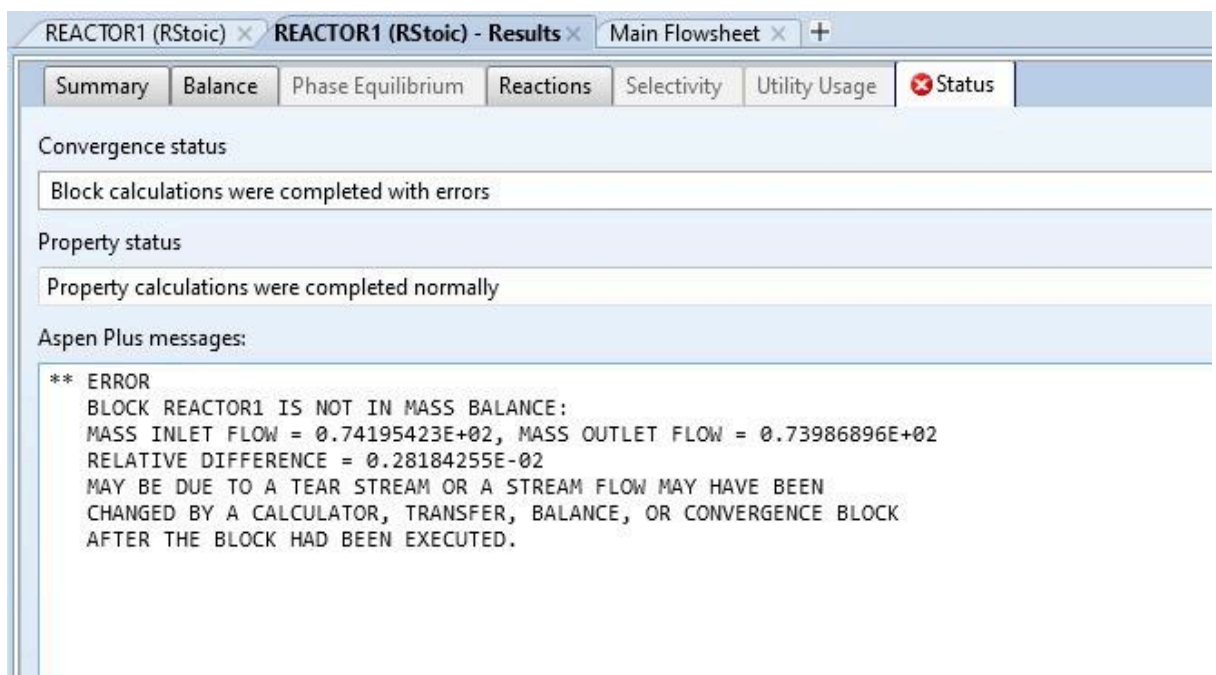 REACTOR1 (RStoic) × REACTOR1 (RStoic) - Results × Main Flowsheet × +
Summary Balance Phase Equilibrium Reactions Selectivity Utility Usage Status
Convergence status
Block calculations were completed with errors
Property status
Property calculations were completed normally
Aspen Plus messages:
** ERROR
BLOCK REACTOR1 IS NOT IN MASS BALANCE:
MASS INLET FLOW = 0.74195423E+02, MASS OUTLET FLOW = 0.73986896E+02
RELATIVE DIFFERENCE = 0.28184255E-02
MAY BE DUE TO A TEAR STREAM OR A STREAM FLOW MAY HAVE BEEN
CHANGED BY A CALCULATOR, TRANSFER, BALANCE, OR CONVERGENCE BLOCK
AFTER THE BLOCK HAD BEEN EXECUTED.